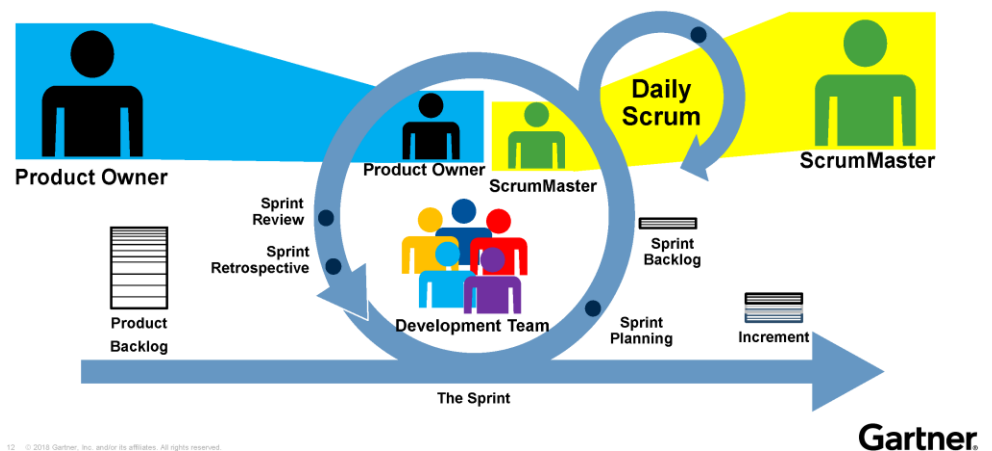 Daily
Scrum
Product Owner
ScrumMaster
Product Owner
ScrumMaster
Sprint
Review
Sprint
Retrospective
Sprint
Backlog
Product
Backlog
Development Team
Sprint
Planning
Increment
The Sprint
12 © 2018 Gartner, Inc. and/or its affiliates. All rights reserved.
Gartner®